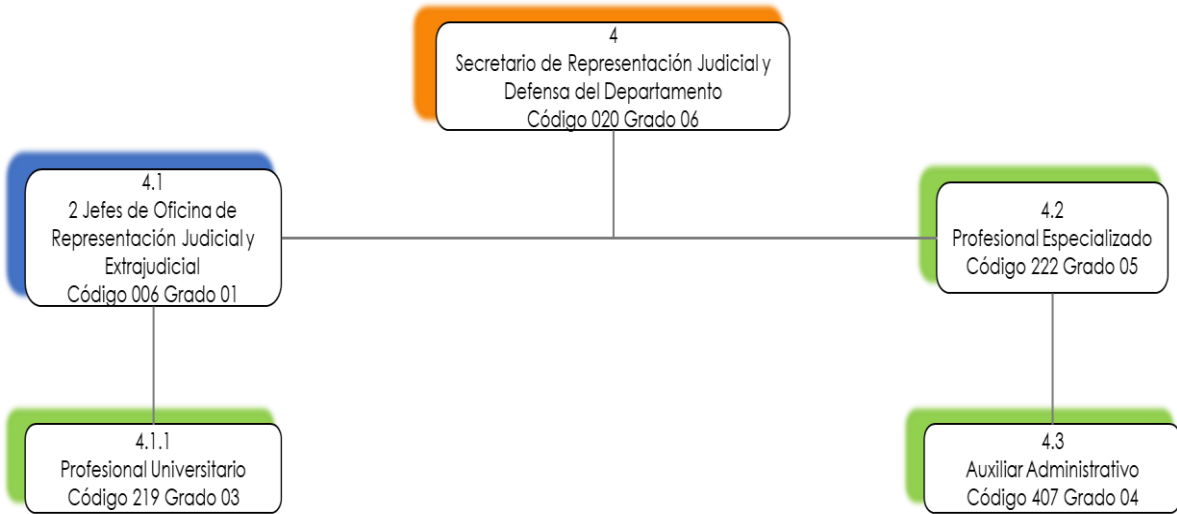 4
Secretario de Representación Judicial y
Defensa del Departamento
Código 020 Grado 06
4.1
2 Jefes de Oficina de
Representación Judicial y
Extrajudicial
Código 006 Grado 01
4.2
Profesional Especializado
Código 222 Grado 05
4.1.1
Profesional Universitario
Código 219 Grado 03
4.3
Auxiliar Administrativo
Código 407 Grado 04